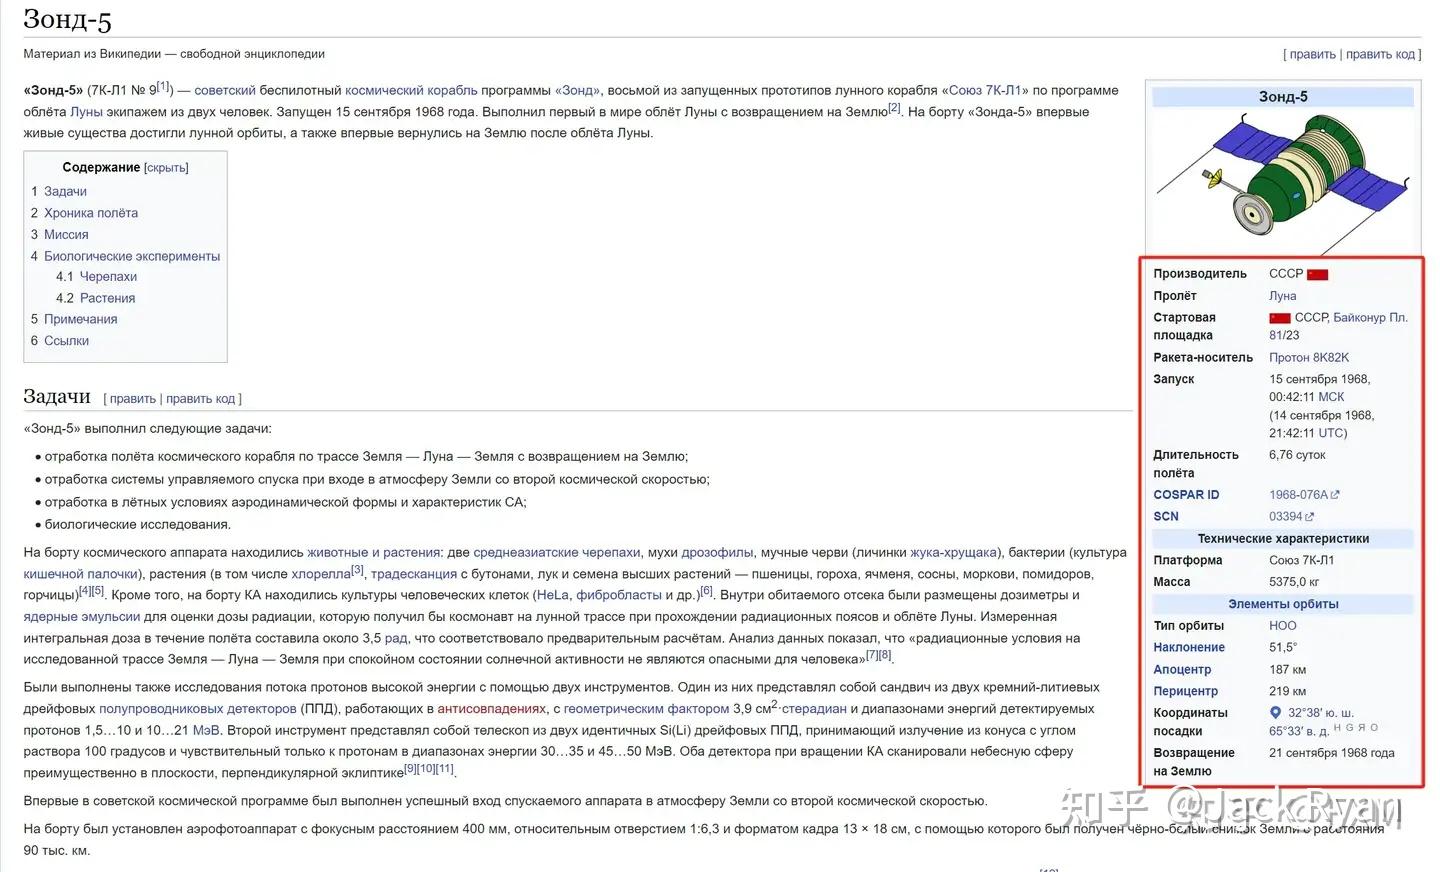 Зонд-5
Материал из Википедии — свободной энциклопедии
[ править | править код ]
«Зонд-5» (7К-Л1 № 9[1]) — советский беспилотный космический корабль программы «Зонд», восьмой из запущенных прототипов лунного корабля «Союз 7К-Л1» по программе
облёта Луны экипажем из двух человек. Запущен 15 сентября 1968 года. Выполнил первый в мире облёт Луны с возвращением на Землю[2]. На борту «Зонда-5» впервые
живые существа достигли лунной орбиты, а также впервые вернулись на Землю после облёта Луны.
Содержание [скрыть]
1 Задачи
2 Хроника полёта
3 Миссия
4 Биологические эксперименты
4.1 Черепахи
4.2 Растения
5 Примечания
6 Ссылки
Задачи [ править | править код ]
«Зонд-5» выполнил следующие задачи:
• отработка полёта космического корабля по трассе Земля — Луна — Земля с возвращением на Землю;
• отработка системы управляемого спуска при входе в атмосферу Земли со второй космической скоростью;
• отработка в лётных условиях аэродинамической формы и характеристик СА;
• биологические исследования.
На борту космического аппарата находились животные и растения: две среднеазиатские черепахи, мухи дрозофилы, мучные черви (личинки жука-хрущака), бактерии (культура
кишечной палочки), растения (в том числе хлорелла[3], традесканция с бутонами, лук и семена высших растений — пшеницы, гороха, ячменя, сосны, моркови, помидоров,
горчицы)[4][5]. Кроме того, на борту КА находились культуры человеческих клеток (HeLa, фибробласты и др.)[6]. Внутри обитаемого отсека были размещены дозиметры и
ядерные эмульсии для оценки дозы радиации, которую получил бы космонавт на лунной трассе при прохождении радиационных поясов и облёте Луны. Измеренная
интегральная доза в течение полёта составила около 3,5 рад, что соответствовало предварительным расчётам. Анализ данных показал, что «радиационные условия на
исследованной трассе Земля — Луна — Земля при спокойном состоянии солнечной активности не являются опасными для человека»[7][8].
Были выполнены также исследования потока протонов высокой энергии с помощью двух инструментов. Один из них представлял собой сандвич из двух кремний-литиевых
дрейфовых полупроводниковых детекторов (ППД), работающих в антисовпадениях, с геометрическим фактором 3,9 см2·стерадиан и диапазонами энергий детектируемых
протонов 1,5…10 и 10…21 МэВ. Второй инструмент представлял собой телескоп из двух идентичных Si(Li) дрейфовых ППД, принимающий излучение из конуса с углом
раствора 100 градусов и чувствительный только к протонам в диапазонах энергии 30…35 и 45…50 МэВ. Оба детектора при вращении КА сканировали небесную сферу
преимущественно в плоскости, перпендикулярной эклиптике[9][10][11].
Впервые в советской космической программе был выполнен успешный вход спускаемого аппарата в атмосферу Земли со второй космической скоростью.
На борту был установлен аэрофотоаппарат с фокусным расстоянием 400 мм, относительным отверстием 1:6,3 и форматом кадра 13 × 18 см, с помощью которого был получен чёрно-белый снимок Земли с расстояния
90 тыс. км.
Зонд-5
Производитель СССР
Пролёт Луна
Стартовая СССР, Байконур Пл.
площадка 81/23
Ракета-носитель Протон 8К82К
Запуск 15 сентября 1968,
00:42:11 МСК
(14 сентября 1968,
21:42:11 UTC)
Длительность 6,76 суток
полёта
COSPAR ID 1968-076A
SCN 03394
Технические характеристики
Платформа Союз 7К-Л1
Масса 5375,0 кг
Элементы орбиты
Тип орбиты НОО
Наклонение 51,5°
Апоцентр 187 км
Перицентр 219 км
Координаты 32°38′ ю. ш.
посадки 65°33′ в. д. H G Я O
Возвращение 21 сентября 1968 года
на Землю
知乎 @Jack Ryan